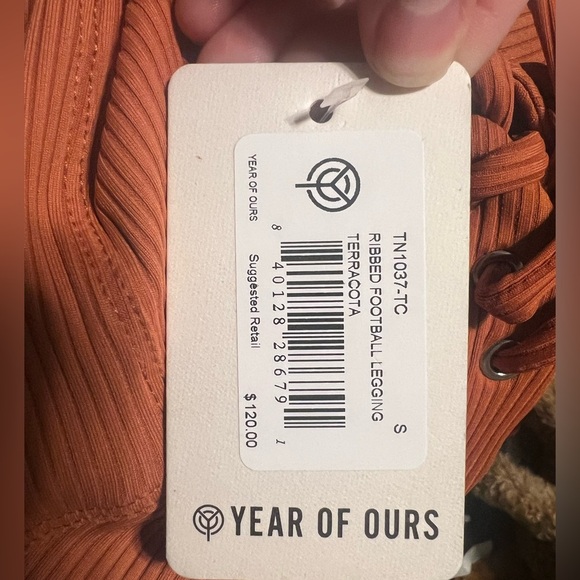 TN1037-TC S
RIBBED FOOTBALL LEGGING
TERRACOTA
8 40128 28679 1
YEAR OF OURS Suggested Retail $120.00
YEAR OF OURS